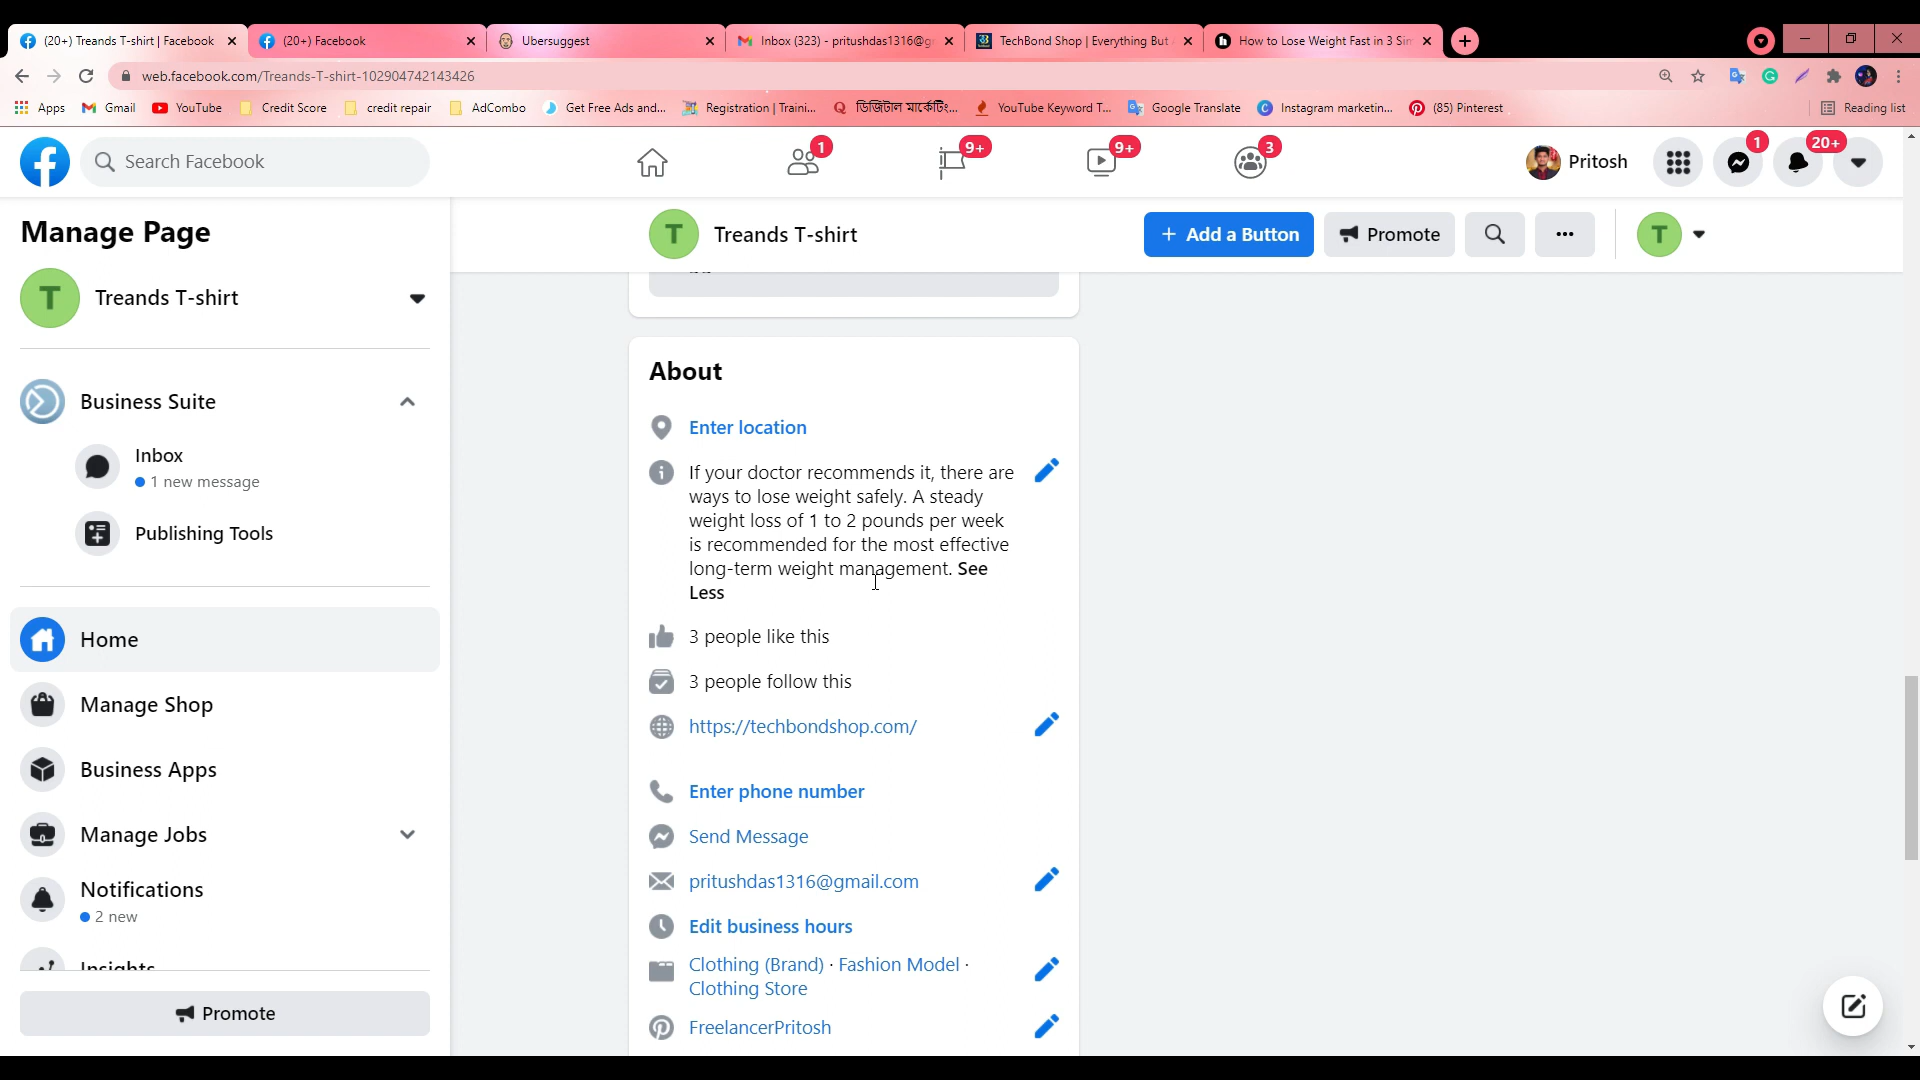 (20+) Treands T-shirt | Facebook
(20+) Facebook
Ubersuggest
Inbox (323) - pritushdas1316@g
TechBond Shop | Everything But
How to Lose Weight Fast in 3 Sim
web.facebook.com/Treands-T-shirt-102904742143426
Apps
Gmail
YouTube
Credit Score
credit repair
AdCombo
Get Free Ads and...
Registration | Traini...
ডিজিটাল মার্কেটিং...
YouTube Keyword T...
Google Translate
Instagram marketin...
(85) Pinterest
Reading list
Search Facebook
1
9+
9+
3
Pritosh
1
20+
Manage Page
T
Treands T-shirt
Business Suite
Inbox
1 new message
Publishing Tools
Home
Manage Shop
Business Apps
Manage Jobs
Notifications
2 new
Insights
Promote
T
Treands T-shirt
+ Add a Button
Promote
T
About
Enter location
If your doctor recommends it, there are
ways to lose weight safely. A steady
weight loss of 1 to 2 pounds per week
is recommended for the most effective
long-term weight management. See
Less
3 people like this
3 people follow this
https://techbondshop.com/
Enter phone number
Send Message
pritushdas1316@gmail.com
Edit business hours
Clothing (Brand) · Fashion Model ·
Clothing Store
FreelancerPritosh